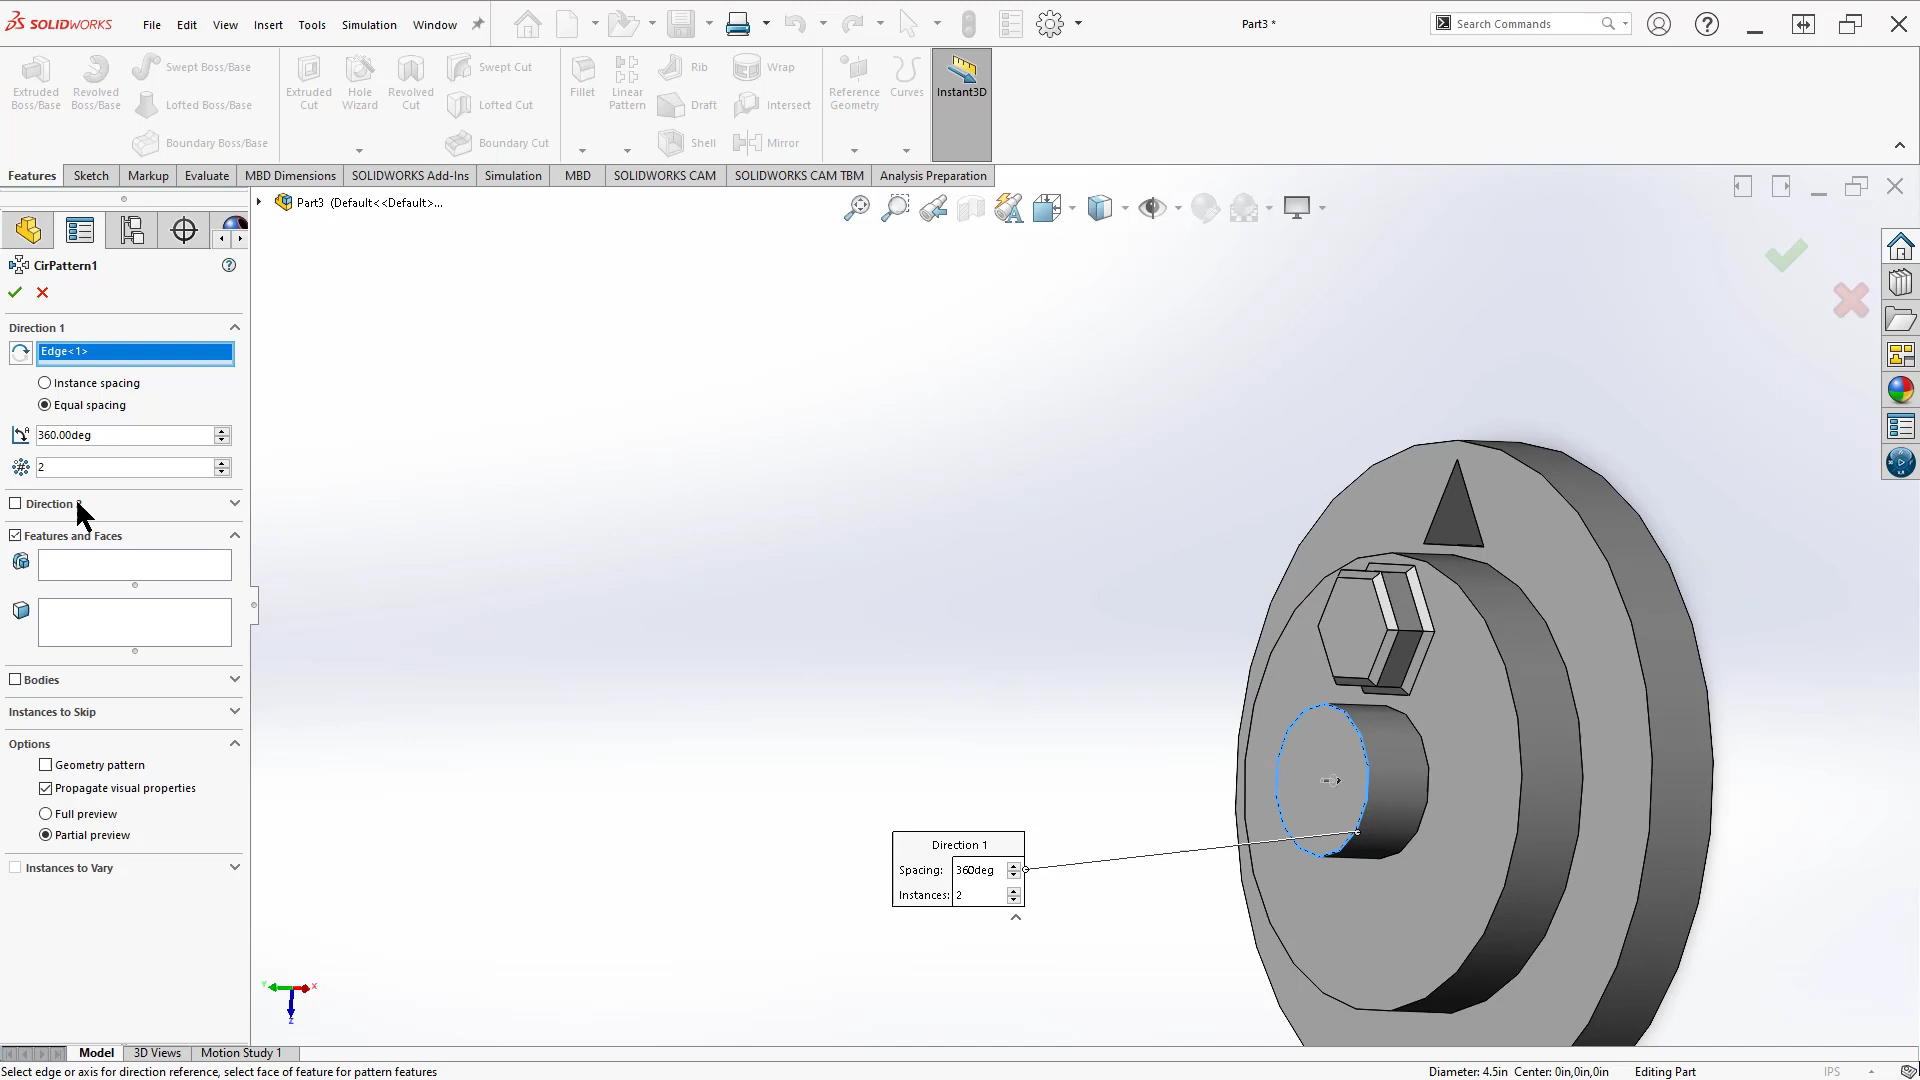 SOLIDWORKS File Edit View Insert Tools Simulation Window Part3 * Search Commands
Extruded Boss/Base
Revolved Boss/Base
Swept Boss/Base
Lofted Boss/Base
Boundary Boss/Base
Extruded Cut
Hole Wizard
Revolved Cut
Swept Cut
Lofted Cut
Boundary Cut
Fillet
Linear Pattern
Rib
Draft
Shell
Wrap
Intersect
Mirror
Reference Geometry
Curves
Instant3D
Features Sketch Markup Evaluate MBD Dimensions SOLIDWORKS Add-Ins Simulation MBD SOLIDWORKS CAM SOLIDWORKS CAM TBM Analysis Preparation
Part3 (Default<<Default>...
CirPattern1
Direction 1
Edge<1>
Instance spacing
Equal spacing
360.00deg
2
Direction
Features and Faces
Bodies
Instances to Skip
Options
Geometry pattern
Propagate visual properties
Full preview
Partial preview
Instances to Vary
Direction 1
Spacing: 360deg
Instances: 2
Y X
Z
Model 3D Views Motion Study 1
Select edge or axis for direction reference, select face of feature for pattern features Diameter: 4.5in Center: 0in,0in,0in Editing Part IPS